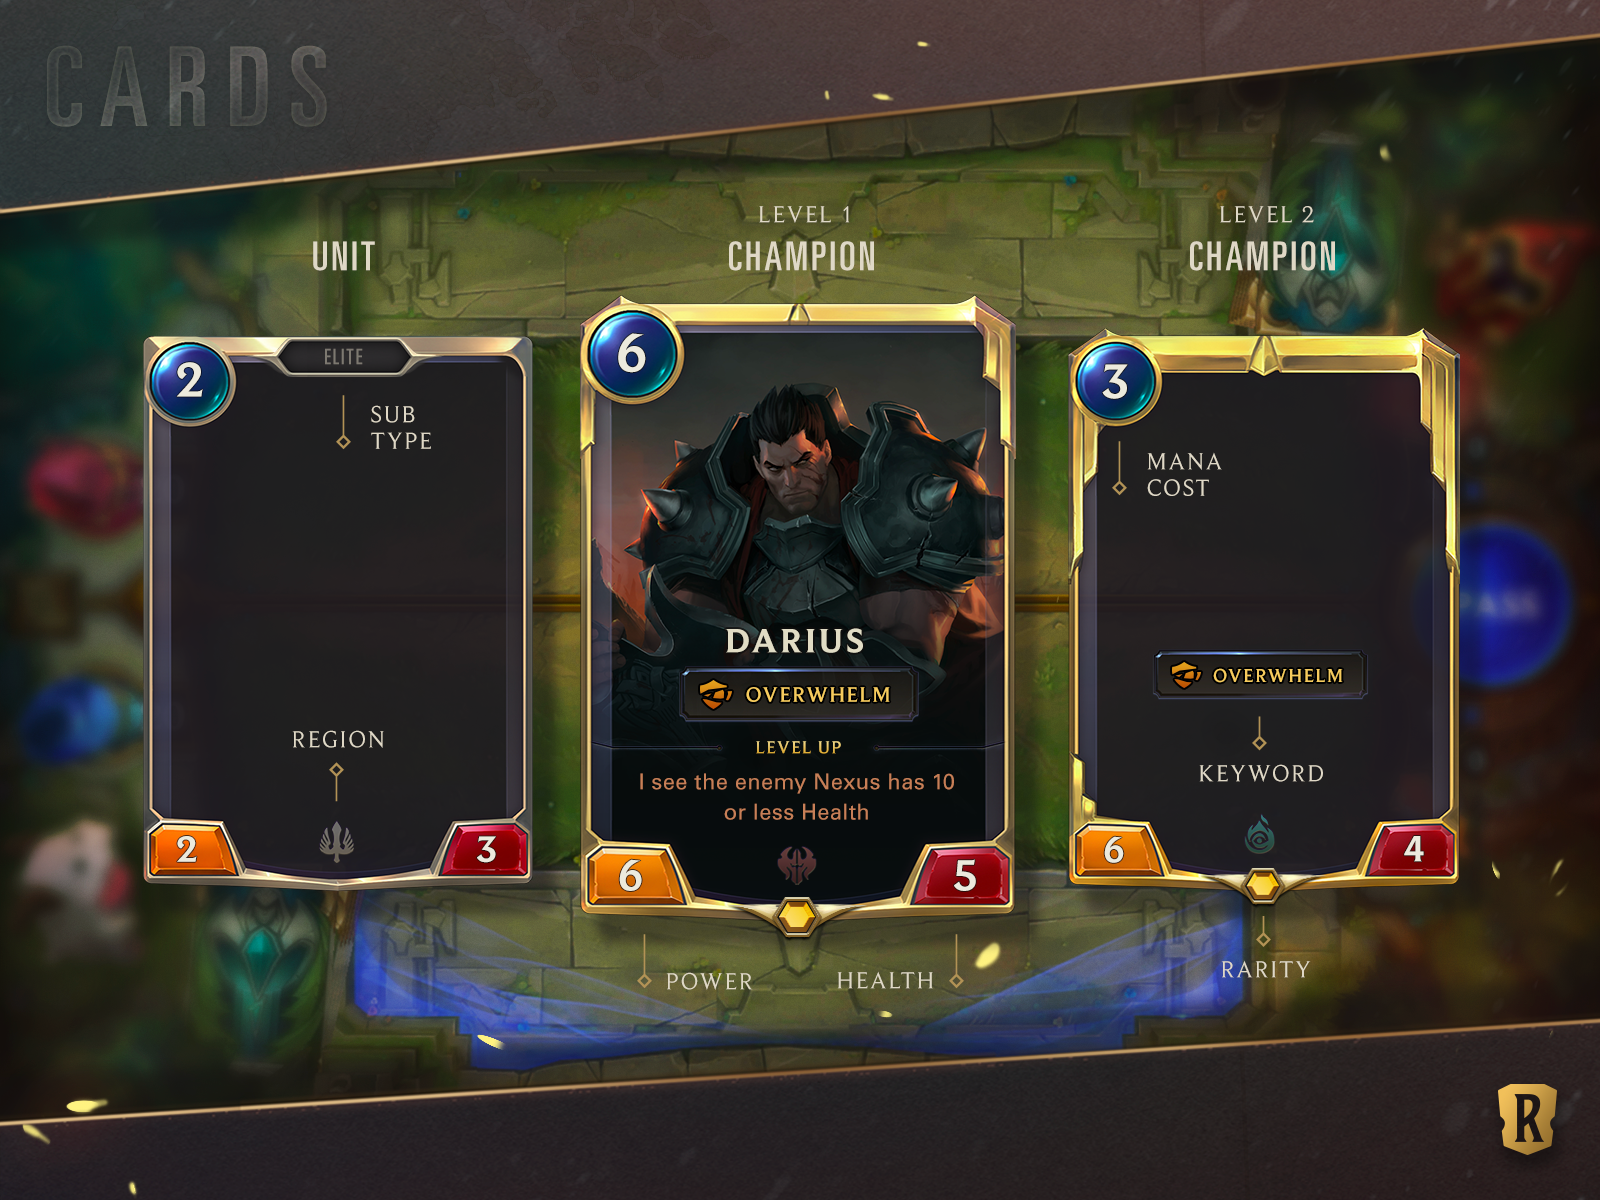 CARDS
UNIT
LEVEL 1
CHAMPION
LEVEL 2
CHAMPION
2
ELITE
SUB
TYPE
REGION
2
3
6
DARIUS
OVERWHELM
LEVEL UP
I see the enemy Nexus has 10
or less Health
6
5
POWER
HEALTH
3
MANA
COST
OVERWHELM
KEYWORD
6
4
RARITY
PASS
R